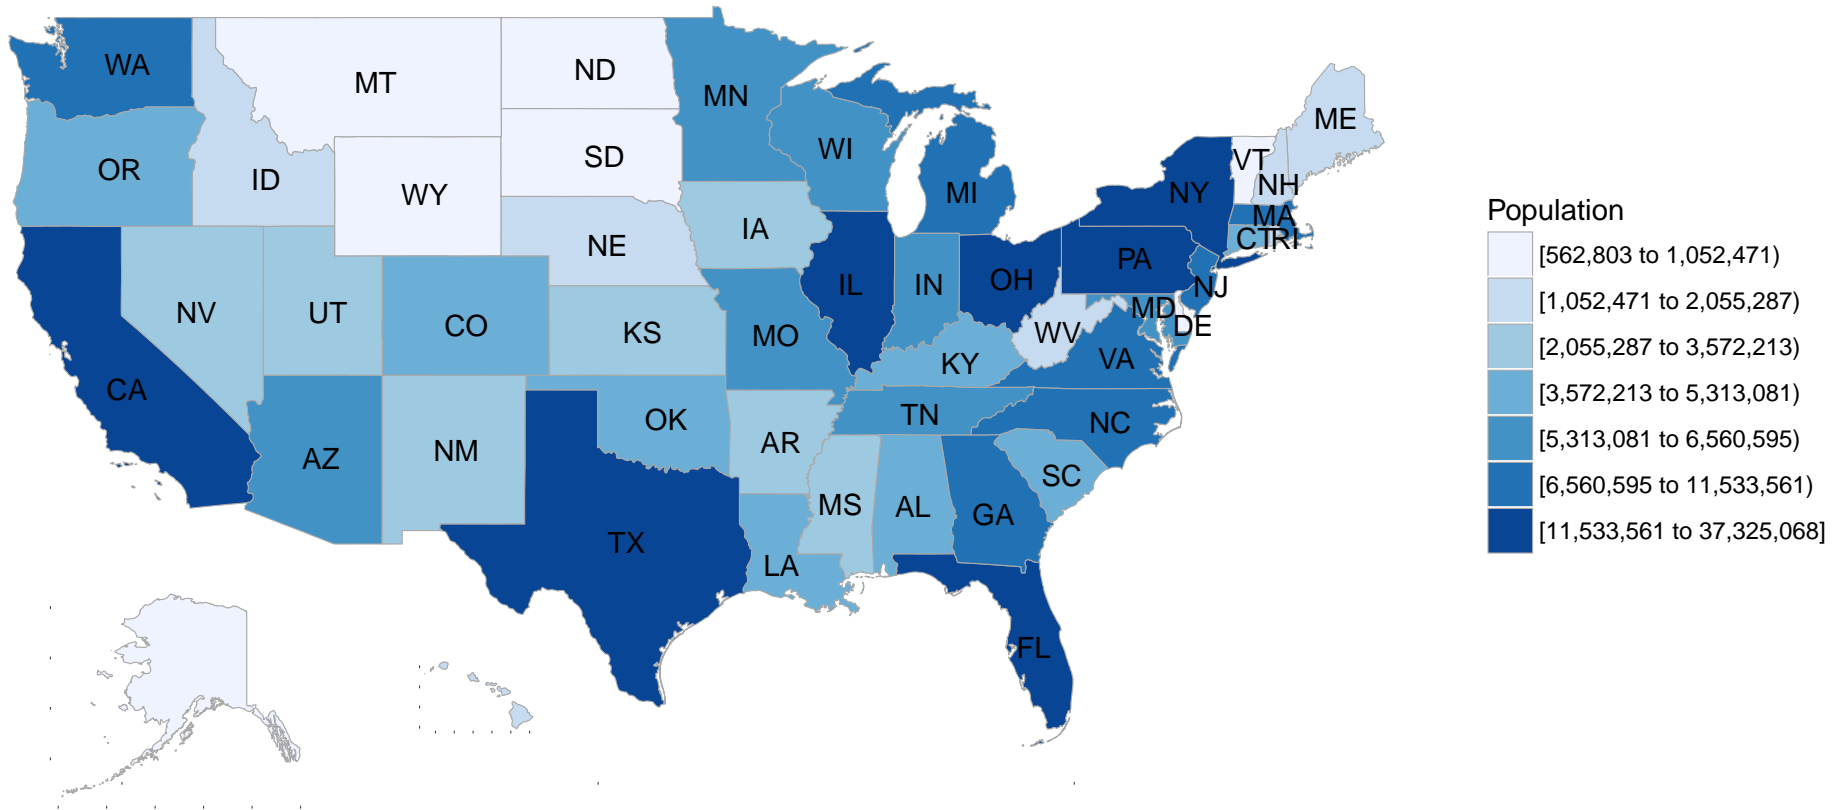 WA
MT
ND
MN
OR
ID
WY
SD
WI
MI
NY
VT
NH
ME
MA
CT
RI
NE
IA
PA
NJ
NV
UT
CO
KS
MO
IL
IN
OH
WV
MD
DE
VA
CA
AZ
NM
OK
AR
KY
TN
NC
SC
TX
LA
MS
AL
GA
FL
Population
[562,803 to 1,052,471)
[1,052,471 to 2,055,287)
[2,055,287 to 3,572,213)
[3,572,213 to 5,313,081)
[5,313,081 to 6,560,595)
[6,560,595 to 11,533,561)
[11,533,561 to 37,325,068]